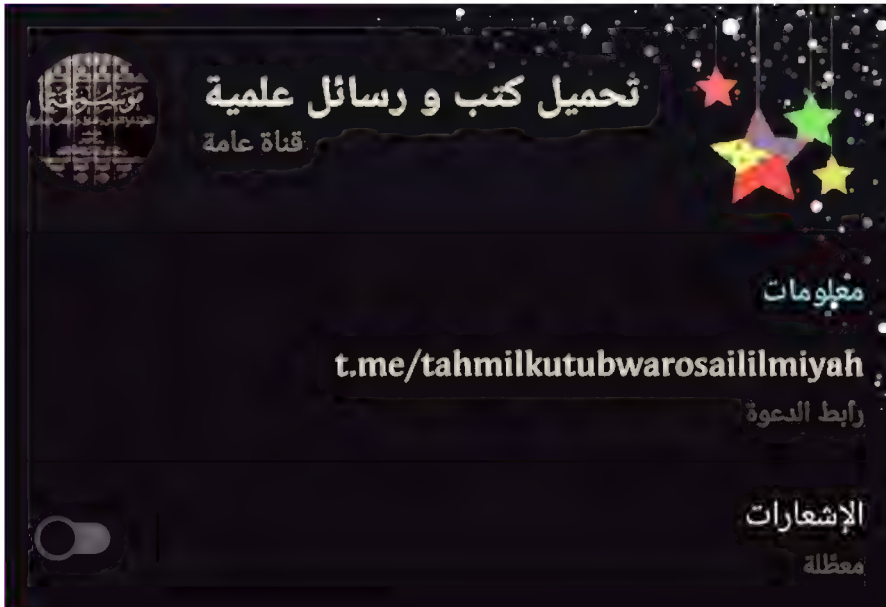 تحميل كتب و رسائل علمية
قناة عامة
معلومات
t.me/tahmilkutubwarosaililmiyah
رابط الدعوة
الإشعارات
معطّلة